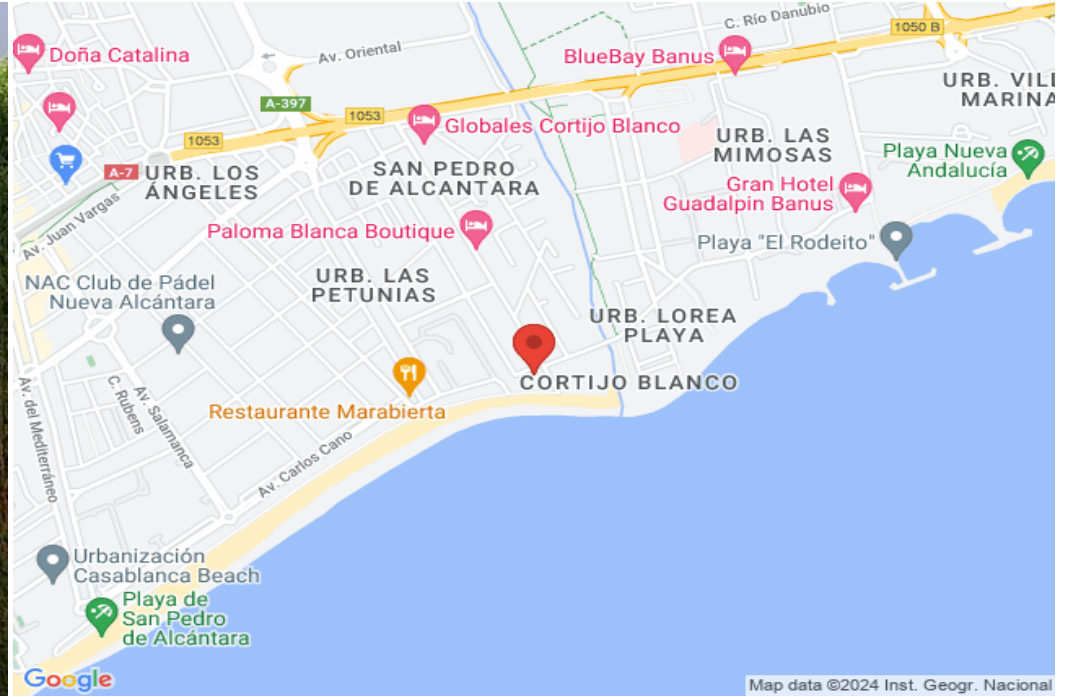 C. Río Danubio
1050 B
Doña Catalina
Av. Oriental
BlueBay Banus
URB. VILL
MARINA
A-397
1053
Globales Cortijo Blanco
1053
URB. LAS
MIMOSAS
Playa Nueva
Andalucía
A-7
URB. LOS
ÁNGELES
SAN PEDRO
DE ALCANTARA
Gran Hotel
Guadalpin Banus
Av. Juan Vargas
Paloma Blanca Boutique
Playa "El Rodeito"
NAC Club de Pádel
Nueva Alcántara
URB. LAS
PETUNIAS
URB. LOREA
PLAYA
CORTIJO BLANCO
Av. del Mediterráneo
C. Rubens
Av. Salamanca
Restaurante Marabierta
Av. Carlos Cano
Urbanización
Casablanca Beach
Playa de
San Pedro
de Alcántara
Google
Map data ©2024 Inst. Geogr. Nacional